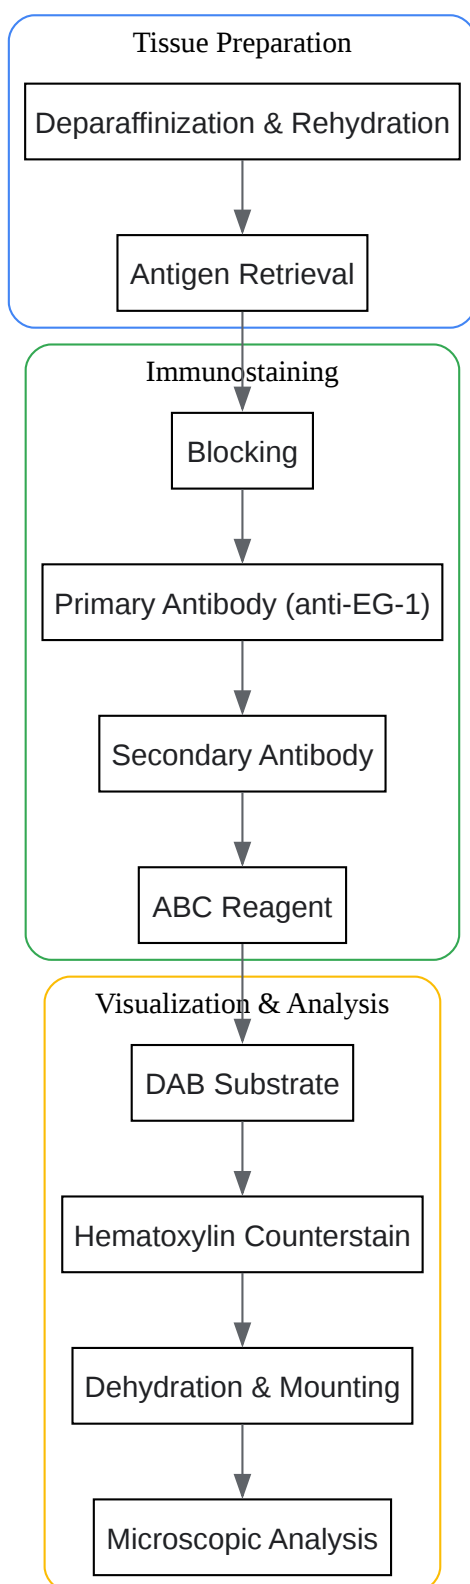 Tissue Preparation
Deparaffinization & Rehydration
Antigen Retrieval
Immunostaining
Blocking
Primary Antibody (anti-EG-1)
Secondary Antibody
ABC Reagent
Visualization & Analysis
DAB Substrate
Hematoxylin Counterstain
Dehydration & Mounting
Microscopic Analysis